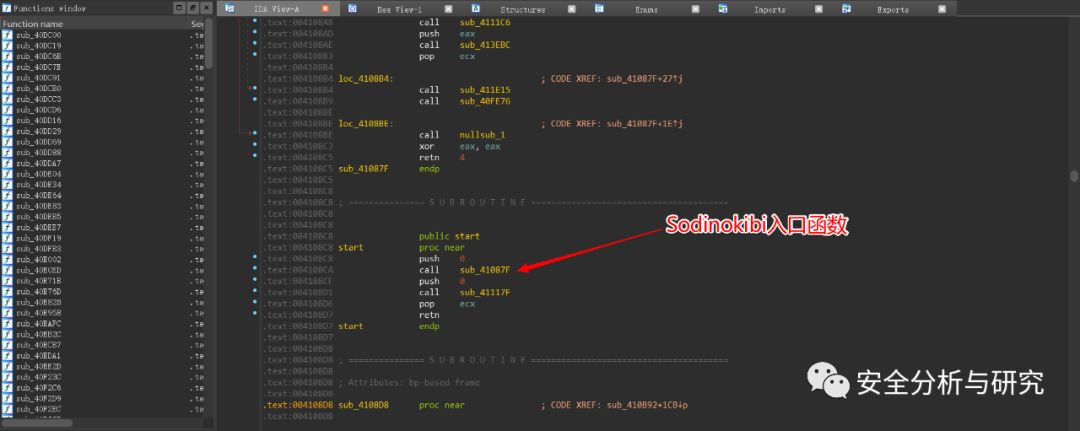 Functions window
IDA View-A
Hex View-1
Structures
Enums
Imports
Exports
Function name
Se
sub_40DC00 .te
sub_40DC19 .te
sub_40DC6B .te
sub_40DC7E .te
sub_40DC91 .te
sub_40DCB0 .te
sub_40DCC3 .te
sub_40DCD6 .te
sub_40DD16 .te
sub_40DD29 .te
sub_40DD69 .te
sub_40DD88 .te
sub_40DDA7 .te
sub_40DE04 .te
sub_40DE34 .te
sub_40DE64 .te
sub_40DE83 .te
sub_40DEB5 .te
sub_40DEE7 .te
sub_40DF19 .te
sub_40DFB3 .te
sub_40E002 .te
sub_40E0ED .te
sub_40E71B .te
sub_40E76D .te
sub_40E828 .te
sub_40E958 .te
sub_40EAFC .te
sub_40EB2C .te
sub_40ECB7 .te
sub_40EDA1 .te
sub_40EE2D .te
sub_40F23C .te
sub_40F2C6 .te
sub_40F2D9 .te
sub_40F2EC .te
.text:004108A8 call sub_4111C6
.text:004108AD push eax
.text:004108AE call sub_413EBC
.text:004108B3 pop ecx
.text:004108B4
.text:004108B4 loc_4108B4: ; CODE XREF: sub_41087F+27↑j
.text:004108B4 call sub_411E15
.text:004108B9 call sub_40FE76
.text:004108BE
.text:004108BE loc_4108BE: ; CODE XREF: sub_41087F+1E↑j
.text:004108BE call nullsub_1
.text:004108C3 xor eax, eax
.text:004108C5 retn 4
.text:004108C5 sub_41087F endp
.text:004108C5
.text:004108C8
.text:004108C8 ; =============== S U B R O U T I N E =======================================
.text:004108C8
.text:004108C8
.text:004108C8 public start
.text:004108C8 start proc near
.text:004108C8 push 0
.text:004108CA call sub_41087F
.text:004108CF push 0
.text:004108D1 call sub_41117F
.text:004108D6 pop ecx
.text:004108D7 retn
.text:004108D7 start endp
.text:004108D7
.text:004108D8
.text:004108D8 ; =============== S U B R O U T I N E =======================================
.text:004108D8
.text:004108D8 ; Attributes: bp-based frame
.text:004108D8
.text:004108D8 sub_4108D8 proc near ; CODE XREF: sub_410B92+1CB↓p
.text:004108D8
Sodinokibi入口函数
安全分析与研究